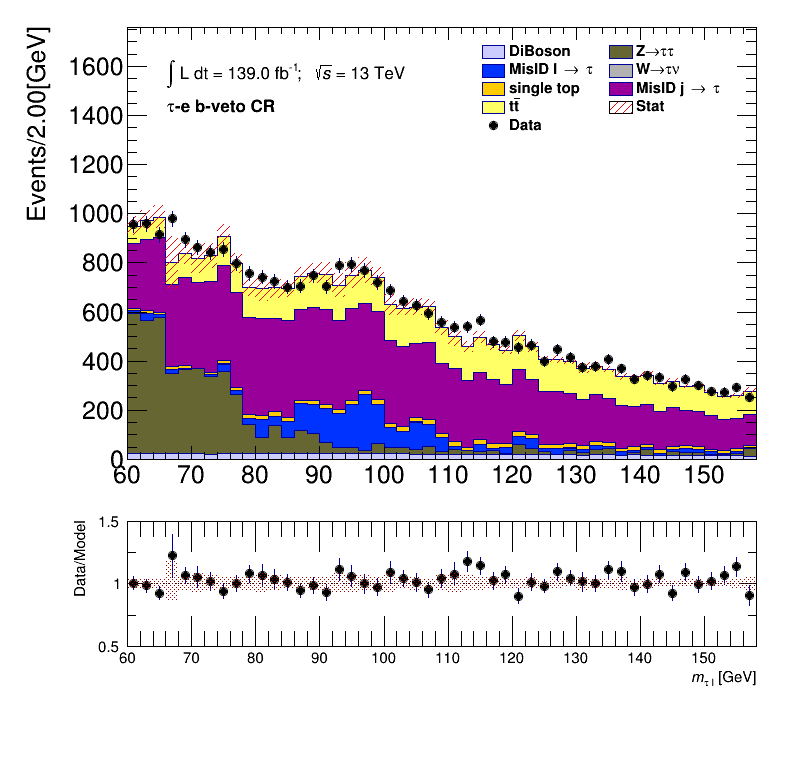 Events/2.00[GeV]
1600
1400
1200
1000
800
600
400
200
0
∫ L dt = 139.0 fb⁻¹; √s = 13 TeV
τ-e b-veto CR
DiBoson
MisID l → τ
single top
tt̄
Data
Z→ττ
W→τν
MisID j → τ
Stat
60 70 80 90 100 110 120 130 140 150
Data/Model
1.5
1
0.5
60 70 80 90 100 110 120 130 140 150
m_τ l [GeV]